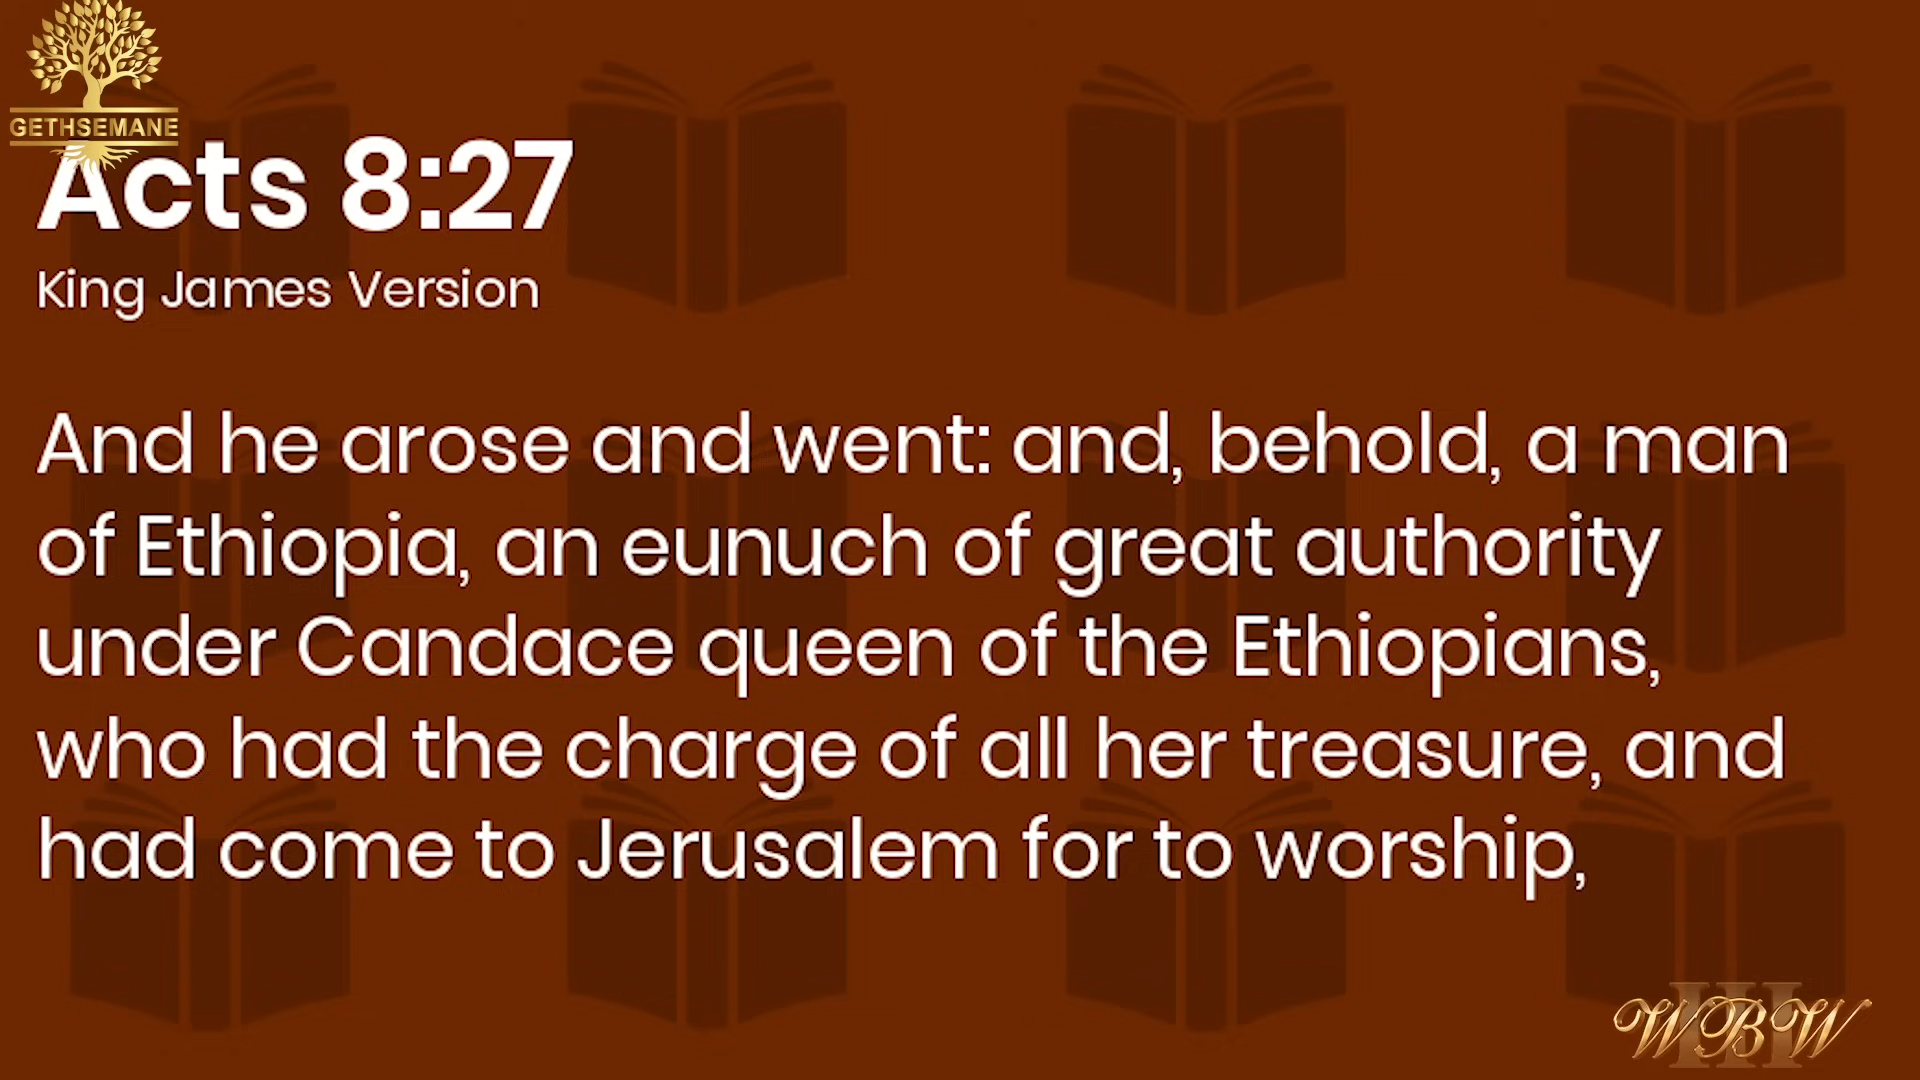 GETHSEMANE
Acts 8:27
King James Version
And he arose and went: and, behold, a man
of Ethiopia, an eunuch of great authority
under Candace queen of the Ethiopians,
who had the charge of all her treasure, and
had come to Jerusalem for to worship,
III
WBW